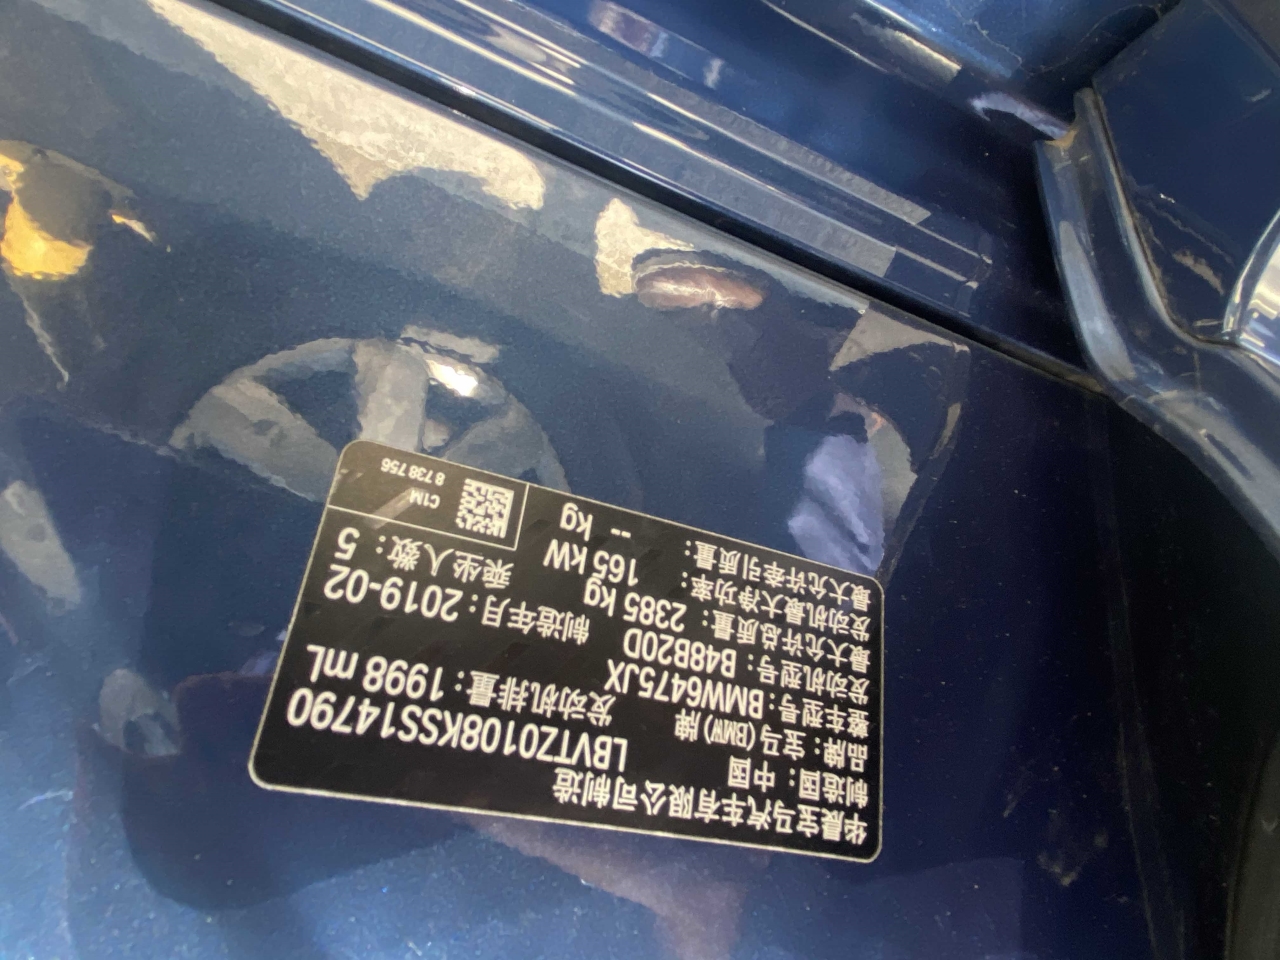 华晨宝马汽车有限公司制造
制造国：中国 LBVTZ0108KSS14790
品牌：宝马(BMW)牌
整车型号：BMW6475JX 发动机排量：1998 mL
发动机型号：B48B20D
最大允许总质量：2385 kg 制造年月：2019-02
发动机最大净功率：165 kW 乘坐人数：5
最大允许牵引质量：-- kg
C1M
8 738 756